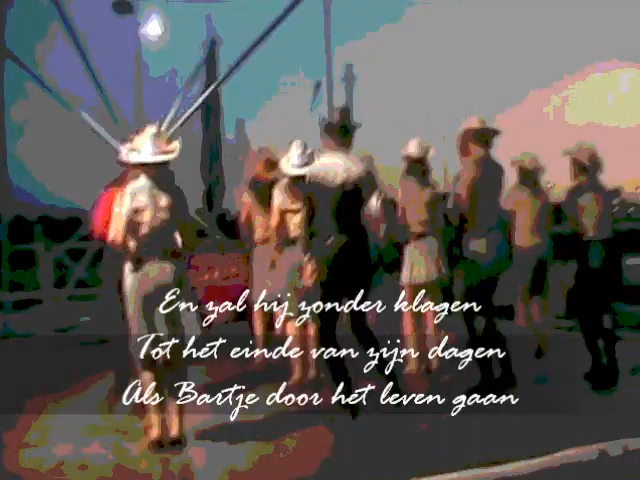 En zal hij zonder klagen
Tot het einde van zijn dagen
Als Bartje door het leven gaan